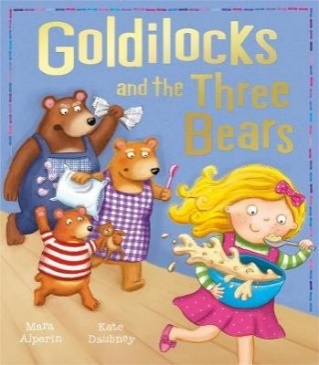 Goldilocks
and the Three
Bears
Mara Kate
Alperin Daubney